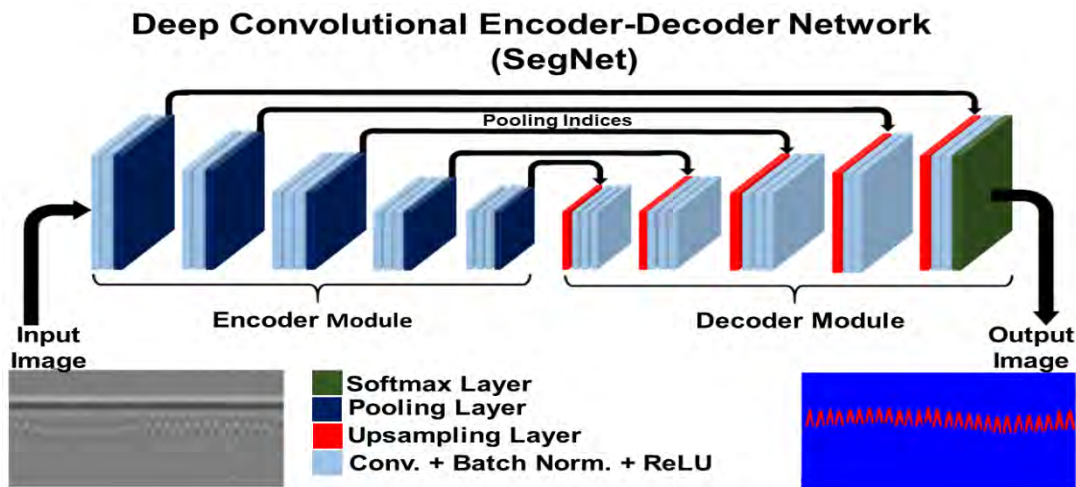 Deep Convolutional Encoder-Decoder Network
(SegNet)
Pooling Indices
Encoder Module
Decoder Module
Input
Image
Output
Image
Softmax Layer
Pooling Layer
Upsampling Layer
Conv. + Batch Norm. + ReLU